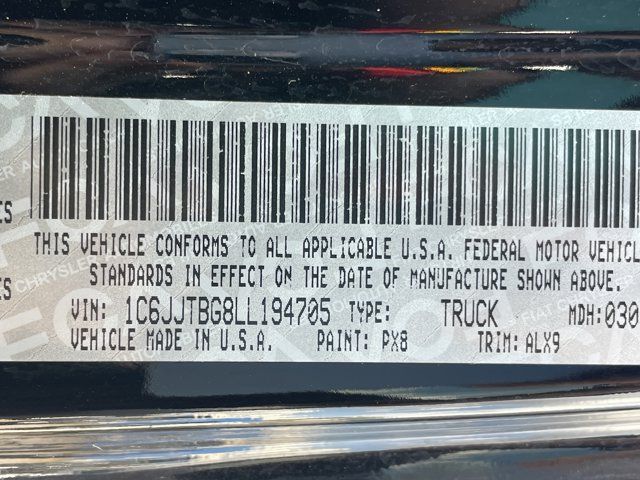 THIS VEHICLE CONFORMS TO ALL APPLICABLE U.S.A. FEDERAL MOTOR VEHICL
STANDARDS IN EFFECT ON THE DATE OF MANUFACTURE SHOWN ABOVE.
VIN: 1C6JJTBG8LL194705 TYPE: TRUCK MDH:030
VEHICLE MADE IN U.S.A. PAINT: PX8 TRIM: ALX9